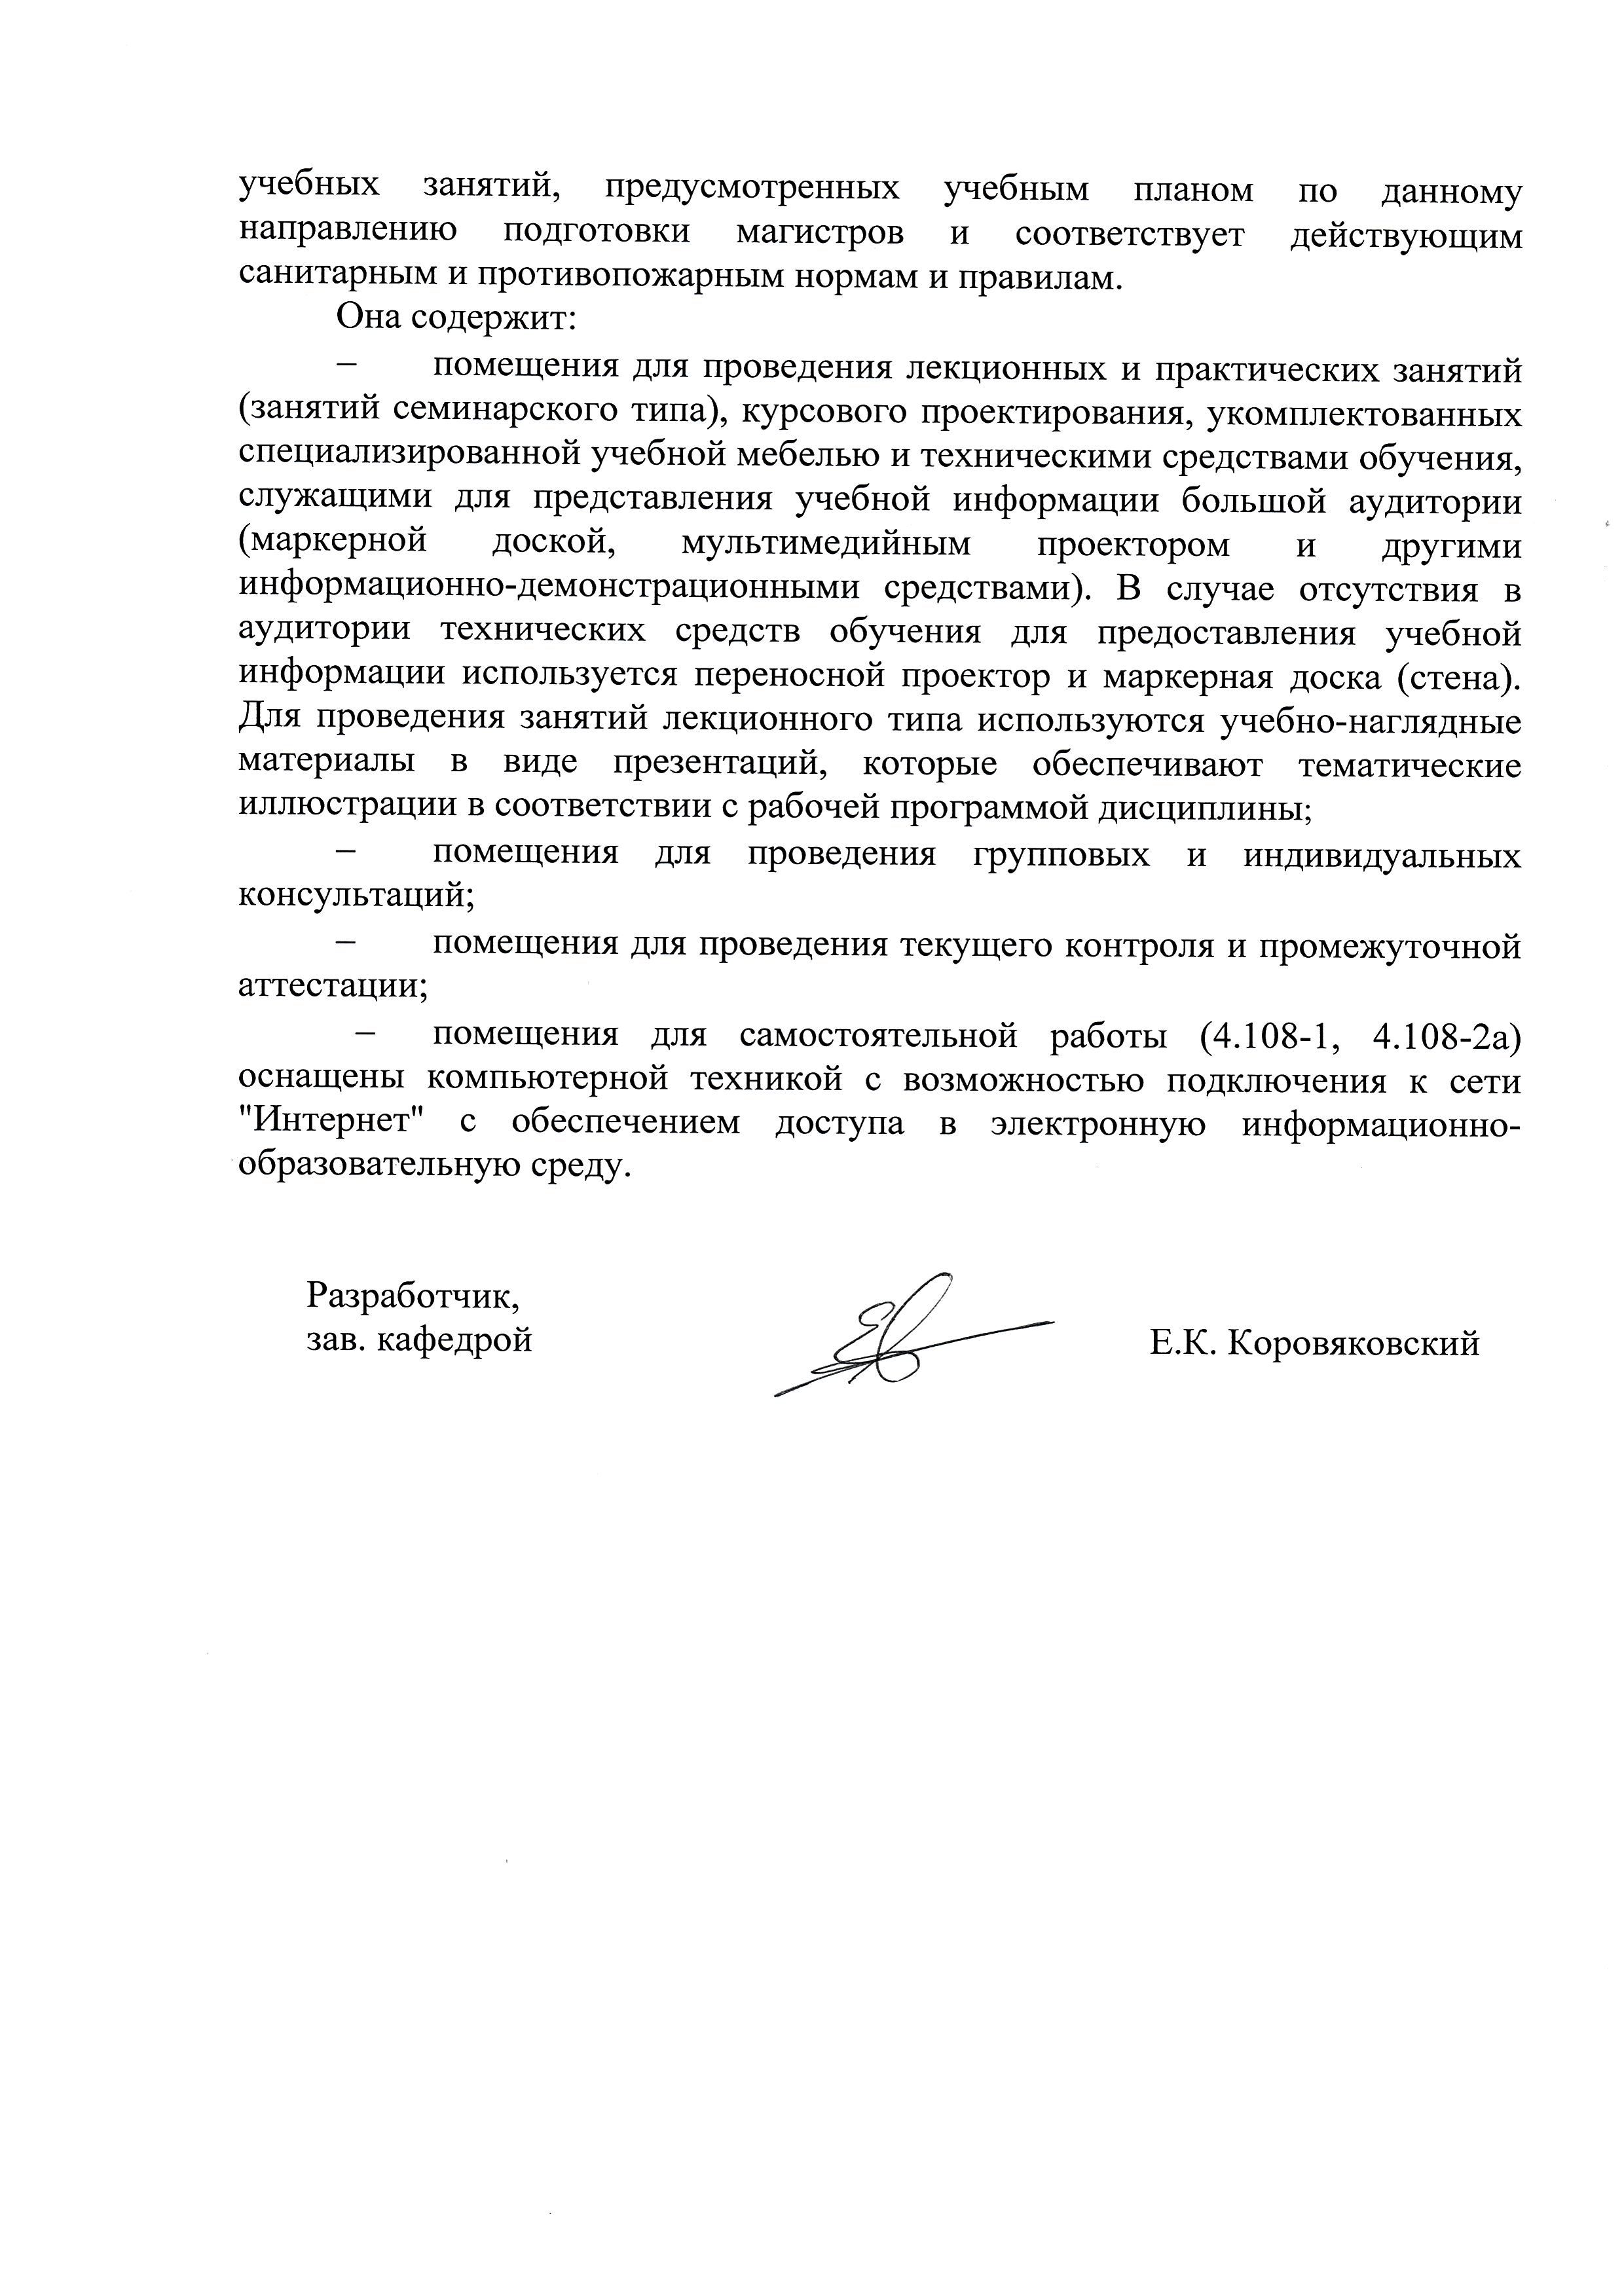 учебных занятий, предусмотренных учебным планом по данному
направлению подготовки магистров и соответствует действующим
санитарным и противопожарным нормам и правилам.
Она содержит:
– помещения для проведения лекционных и практических занятий
(занятий семинарского типа), курсового проектирования, укомплектованных
специализированной учебной мебелью и техническими средствами обучения,
служащими для представления учебной информации большой аудитории
(маркерной доской, мультимедийным проектором и другими
информационно-демонстрационными средствами). В случае отсутствия в
аудитории технических средств обучения для предоставления учебной
информации используется переносной проектор и маркерная доска (стена).
Для проведения занятий лекционного типа используются учебно-наглядные
материалы в виде презентаций, которые обеспечивают тематические
иллюстрации в соответствии с рабочей программой дисциплины;
– помещения для проведения групповых и индивидуальных
консультаций;
– помещения для проведения текущего контроля и промежуточной
аттестации;
– помещения для самостоятельной работы (4.108-1, 4.108-2а)
оснащены компьютерной техникой с возможностью подключения к сети
"Интернет" с обеспечением доступа в электронную информационно-
образовательную среду.
Разработчик,
зав. кафедрой Е.К. Коровяковский